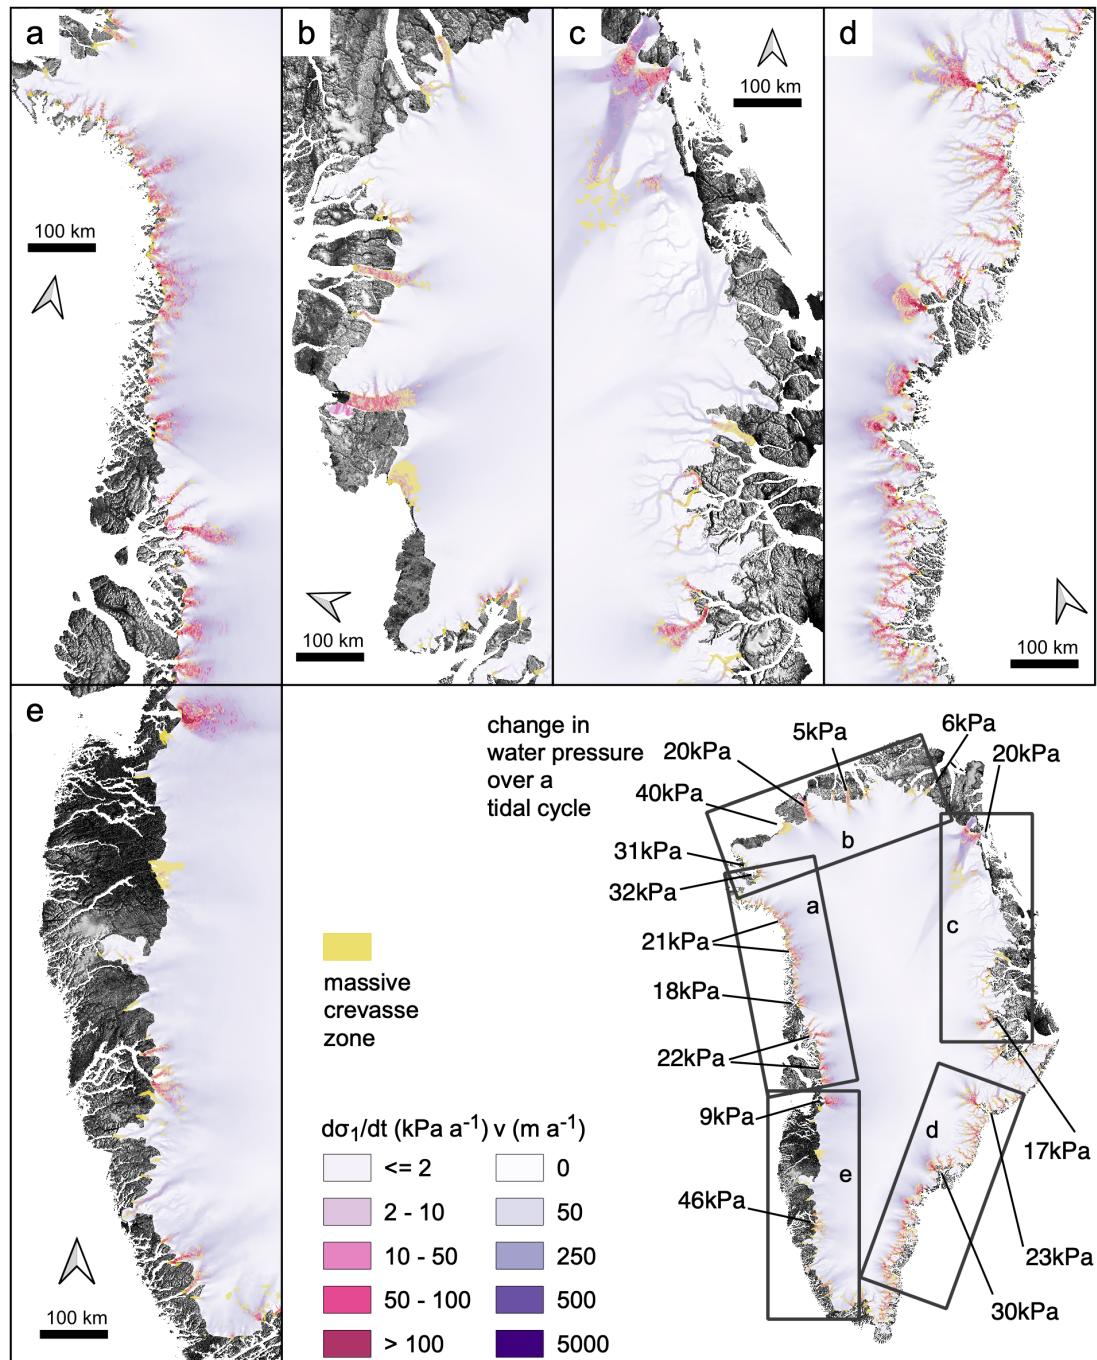 a
100 km
b
100 km
c
100 km
d
100 km
e
100 km
change in
water pressure
over a
tidal cycle
massive
crevasse
zone
dσ1/dt (kPa a-1) v (m a-1)
<= 2 0
2 - 10 50
10 - 50 250
50 - 100 500
> 100 5000
5kPa
6kPa
20kPa
20kPa
40kPa
b
31kPa
32kPa
a
c
21kPa
18kPa
22kPa
9kPa
d
17kPa
e
46kPa
23kPa
30kPa